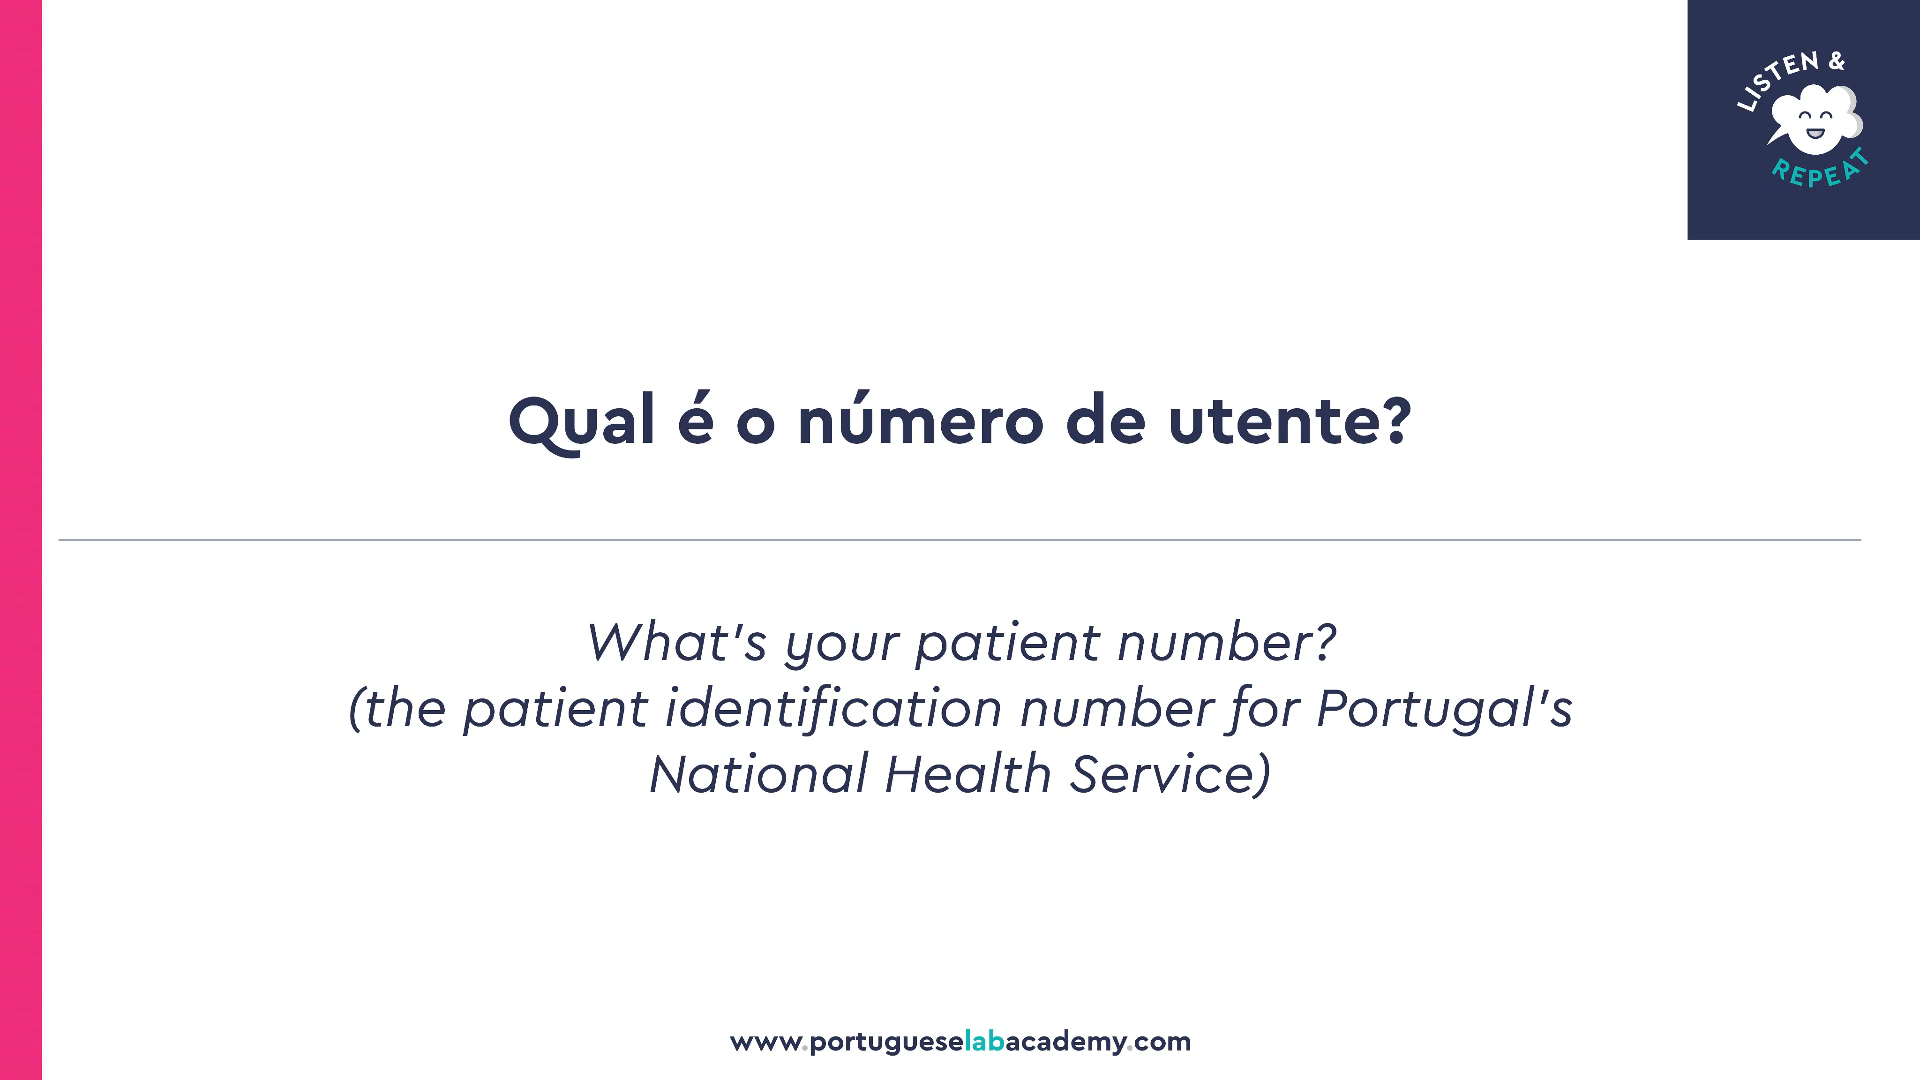 LISTEN &
REPEAT
Qual é o número de utente?
What's your patient number?
(the patient identification number for Portugal's
National Health Service)
www.portugueselabacademy.com